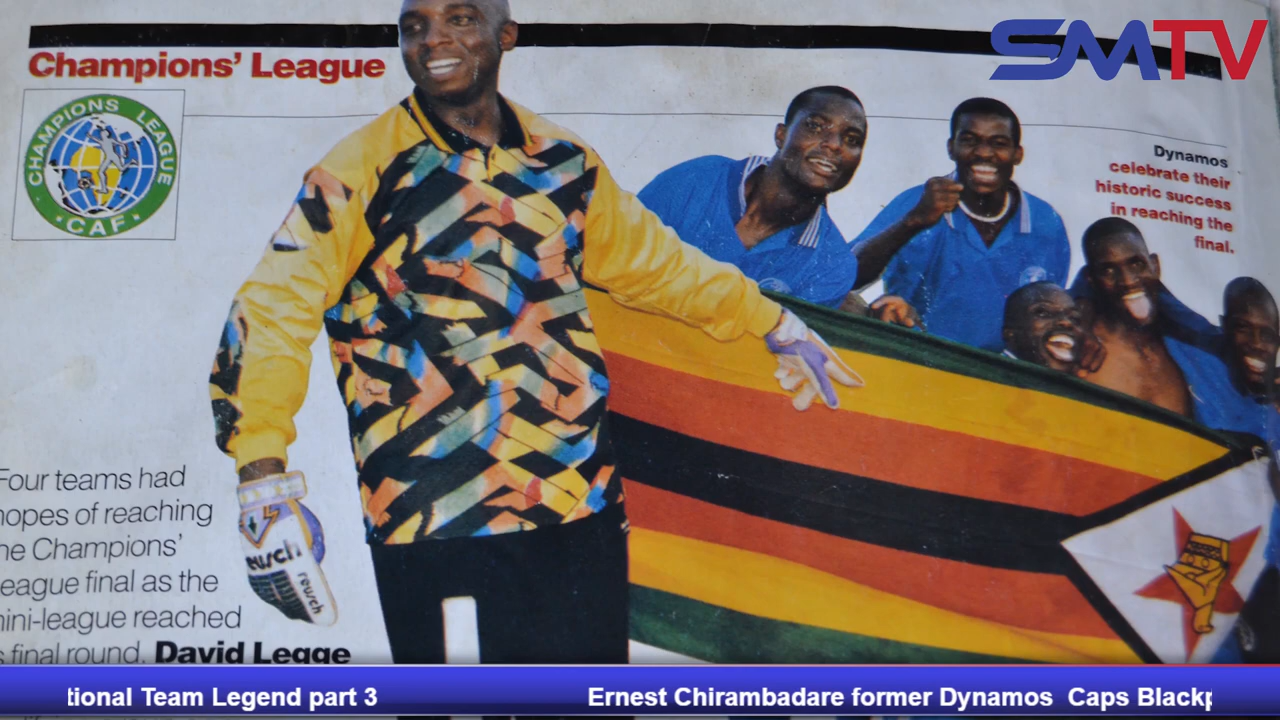 SMTV
Champions' League
CHAMPIONS LEAGUE
CAF
Dynamos
celebrate their
historic success
in reaching the
final.
Four teams had
hopes of reaching
the Champions'
league final as the
mini-league reached
s final round. David Legge
reusch
reusch
tional Team Legend part 3
Ernest Chirambadare former Dynamos Caps Blackp